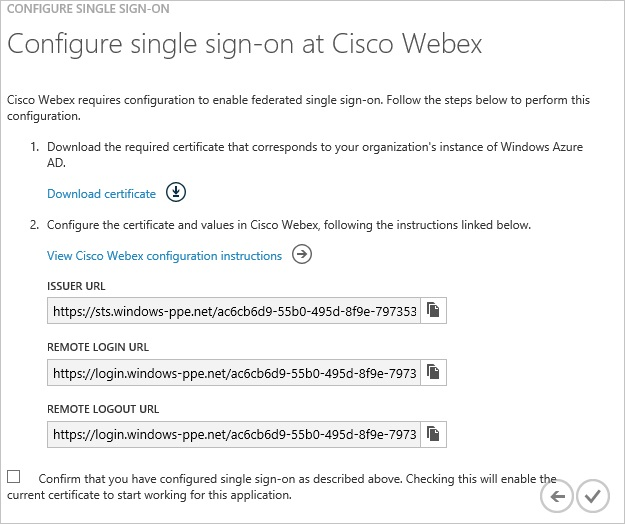 CONFIGURE SINGLE SIGN-ON
Configure single sign-on at Cisco Webex
Cisco Webex requires configuration to enable federated single sign-on. Follow the steps below to perform this
configuration.
1. Download the required certificate that corresponds to your organization's instance of Windows Azure
AD.
Download certificate
2. Configure the certificate and values in Cisco Webex, following the instructions linked below.
View Cisco Webex configuration instructions
ISSUER URL
https://sts.windows-ppe.net/ac6cb6d9-55b0-495d-8f9e-797353
REMOTE LOGIN URL
https://login.windows-ppe.net/ac6cb6d9-55b0-495d-8f9e-7973
REMOTE LOGOUT URL
https://login.windows-ppe.net/ac6cb6d9-55b0-495d-8f9e-7973
Confirm that you have configured single sign-on as described above. Checking this will enable the
current certificate to start working for this application.